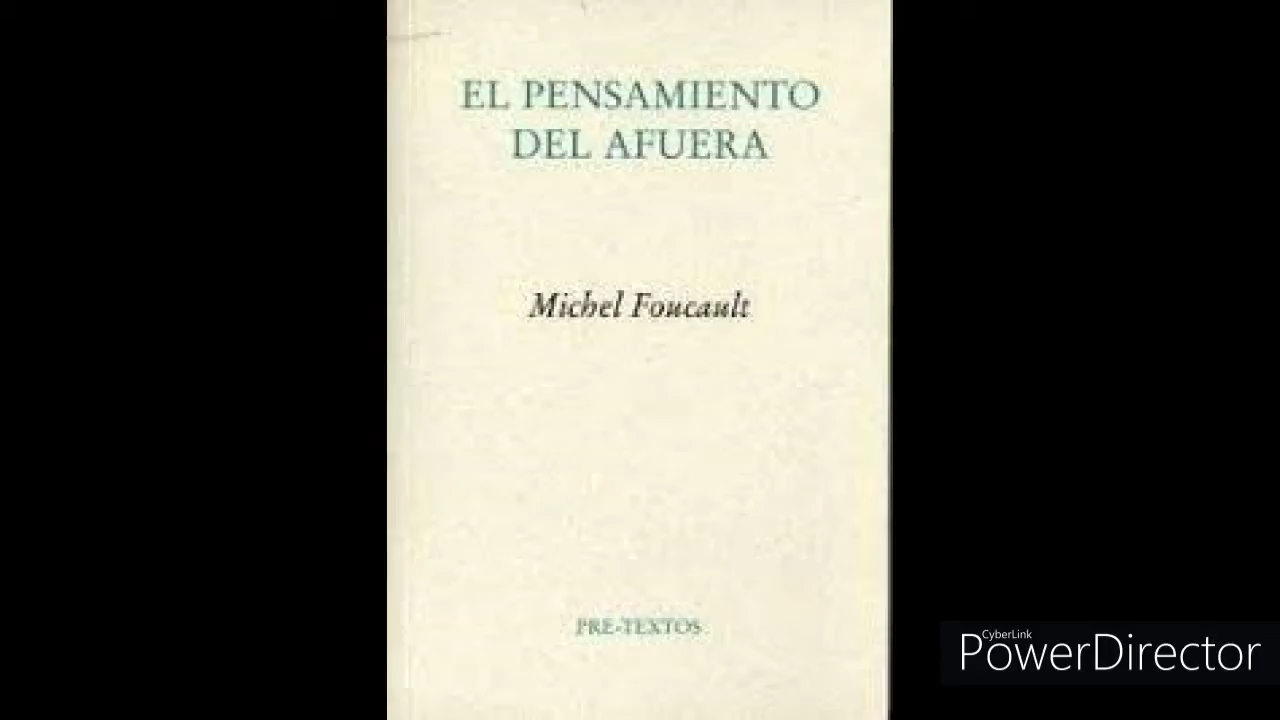 EL PENSAMIENTO
DEL AFUERA
Michel Foucault
PRE-TEXTOS
CyberLink
PowerDirector